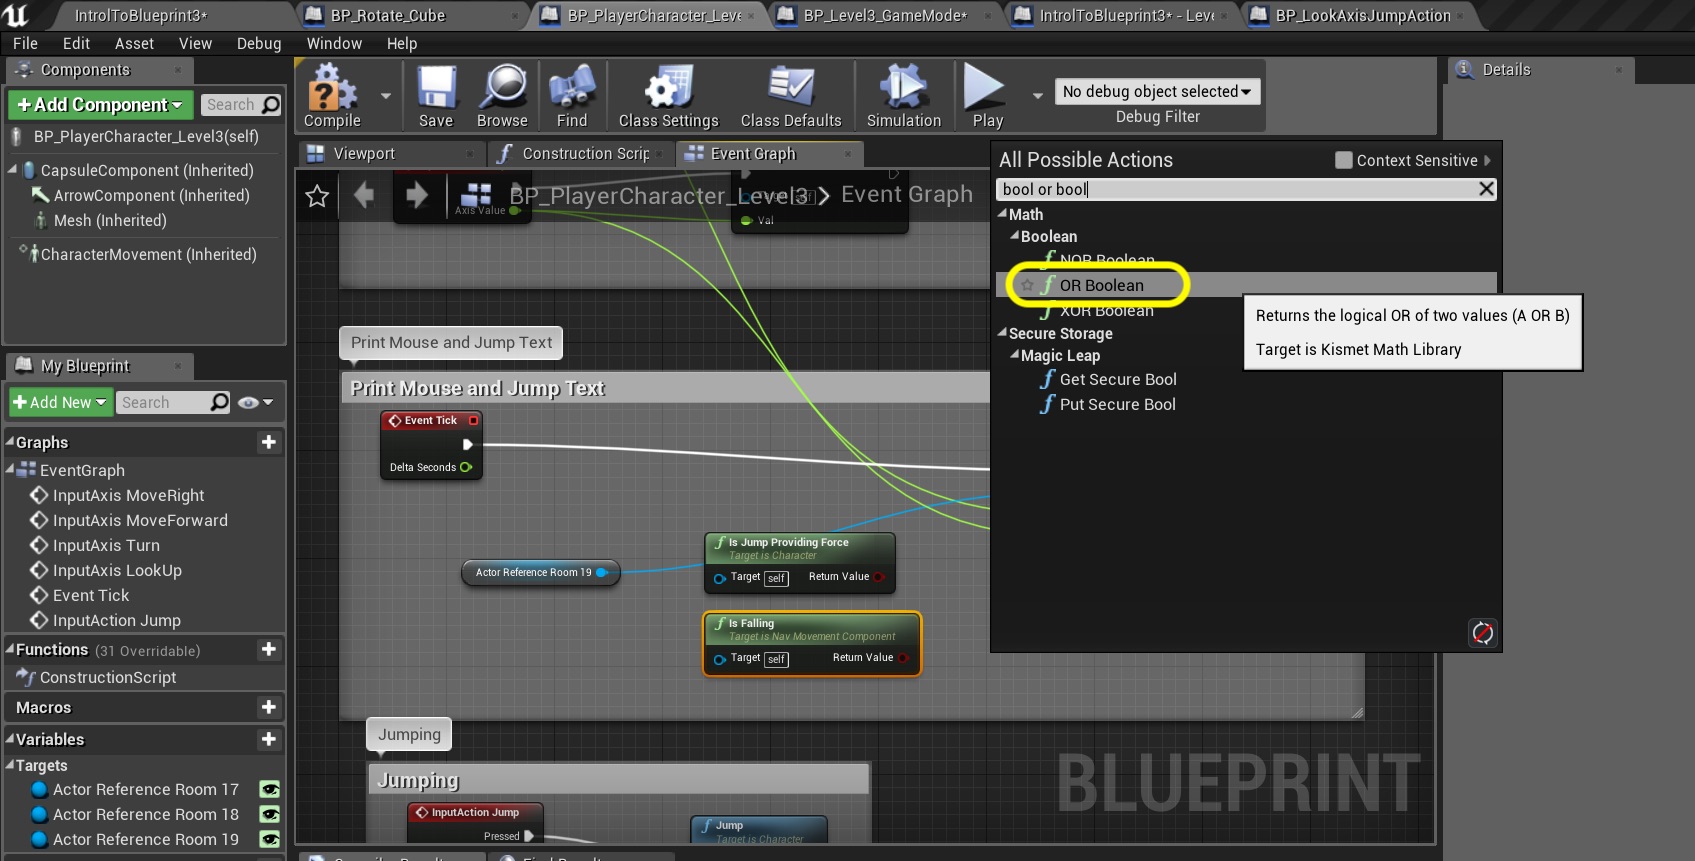 IntrolToBlueprint3*
BP_Rotate_Cube
BP_PlayerCharacter_Leve
BP_Level3_GameMode*
IntrolToBlueprint3* - Leve
BP_LookAxisJumpAction
File Edit Asset View Debug Window Help
Components
+Add Component
Search
BP_PlayerCharacter_Level3(self)
CapsuleComponent (Inherited)
ArrowComponent (Inherited)
Mesh (Inherited)
CharacterMovement (Inherited)
My Blueprint
+Add New
Search
Graphs
EventGraph
InputAxis MoveRight
InputAxis MoveForward
InputAxis Turn
InputAxis LookUp
Event Tick
InputAction Jump
Functions (31 Overridable)
ConstructionScript
Macros
Variables
Targets
Actor Reference Room 17
Actor Reference Room 18
Actor Reference Room 19
Compile
Save
Browse
Find
Class Settings
Class Defaults
Simulation
Play
No debug object selected
Debug Filter
Viewport
Construction Scrip
Event Graph
BP_PlayerCharacter_Level3 > Event Graph
Axis Value
Val
Print Mouse and Jump Text
Print Mouse and Jump Text
Event Tick
Delta Seconds
Actor Reference Room 19
Is Jump Providing Force
Target is Character
Target self Return Value
Is Falling
Target is Nav Movement Component
Target self Return Value
Jumping
Jumping
InputAction Jump
Pressed
Jump
Target is Character
BLUEPRINT
All Possible Actions
Context Sensitive
bool or bool
Math
Boolean
NOR Boolean
OR Boolean
XOR Boolean
Secure Storage
Magic Leap
Get Secure Bool
Put Secure Bool
Returns the logical OR of two values (A OR B)
Target is Kismet Math Library
Details